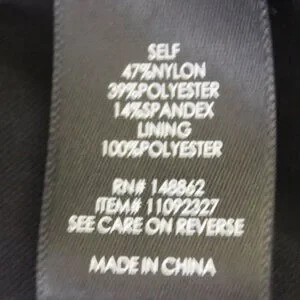 SELF
47%NYLON
39%POLYESTER
14%SPANDEX
LINING
100%POLYESTER
RN# 148862
ITEM# 11092327
SEE CARE ON REVERSE
MADE IN CHINA